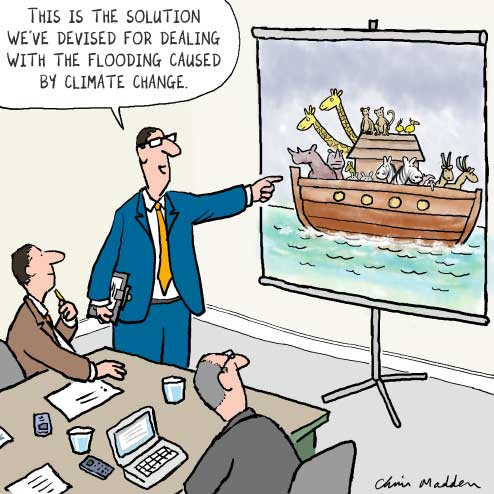 THIS IS THE SOLUTION
WE'VE DEVISED FOR DEALING
WITH THE FLOODING CAUSED
BY CLIMATE CHANGE.
Chris Madden